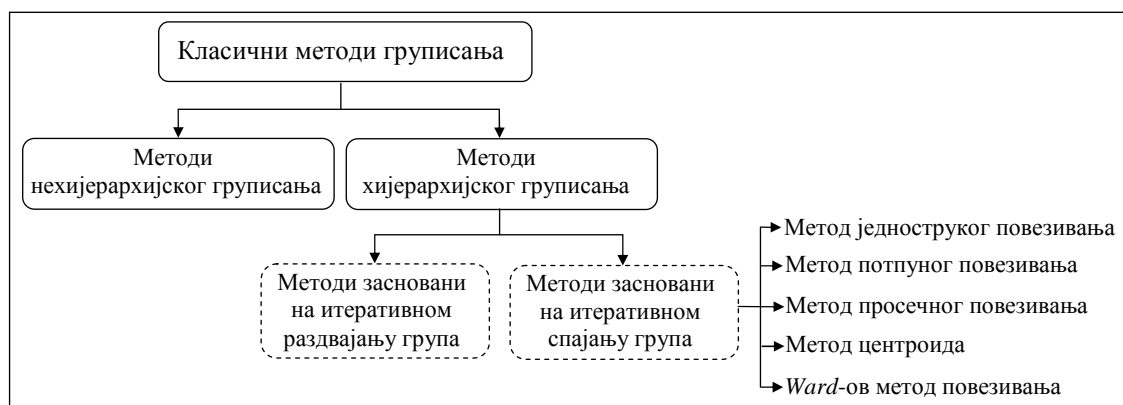 Класични методи груписања
Методи
нехијерархијског груписања
Методи
хијерархијског груписања
Методи засновани
на итеративном
раздвајању група
Методи засновани
на итеративном
спајању група
Метод једноструког повезивања
Метод потпуног повезивања
Метод просечног повезивања
Метод центроида
Ward-ов метод повезивања